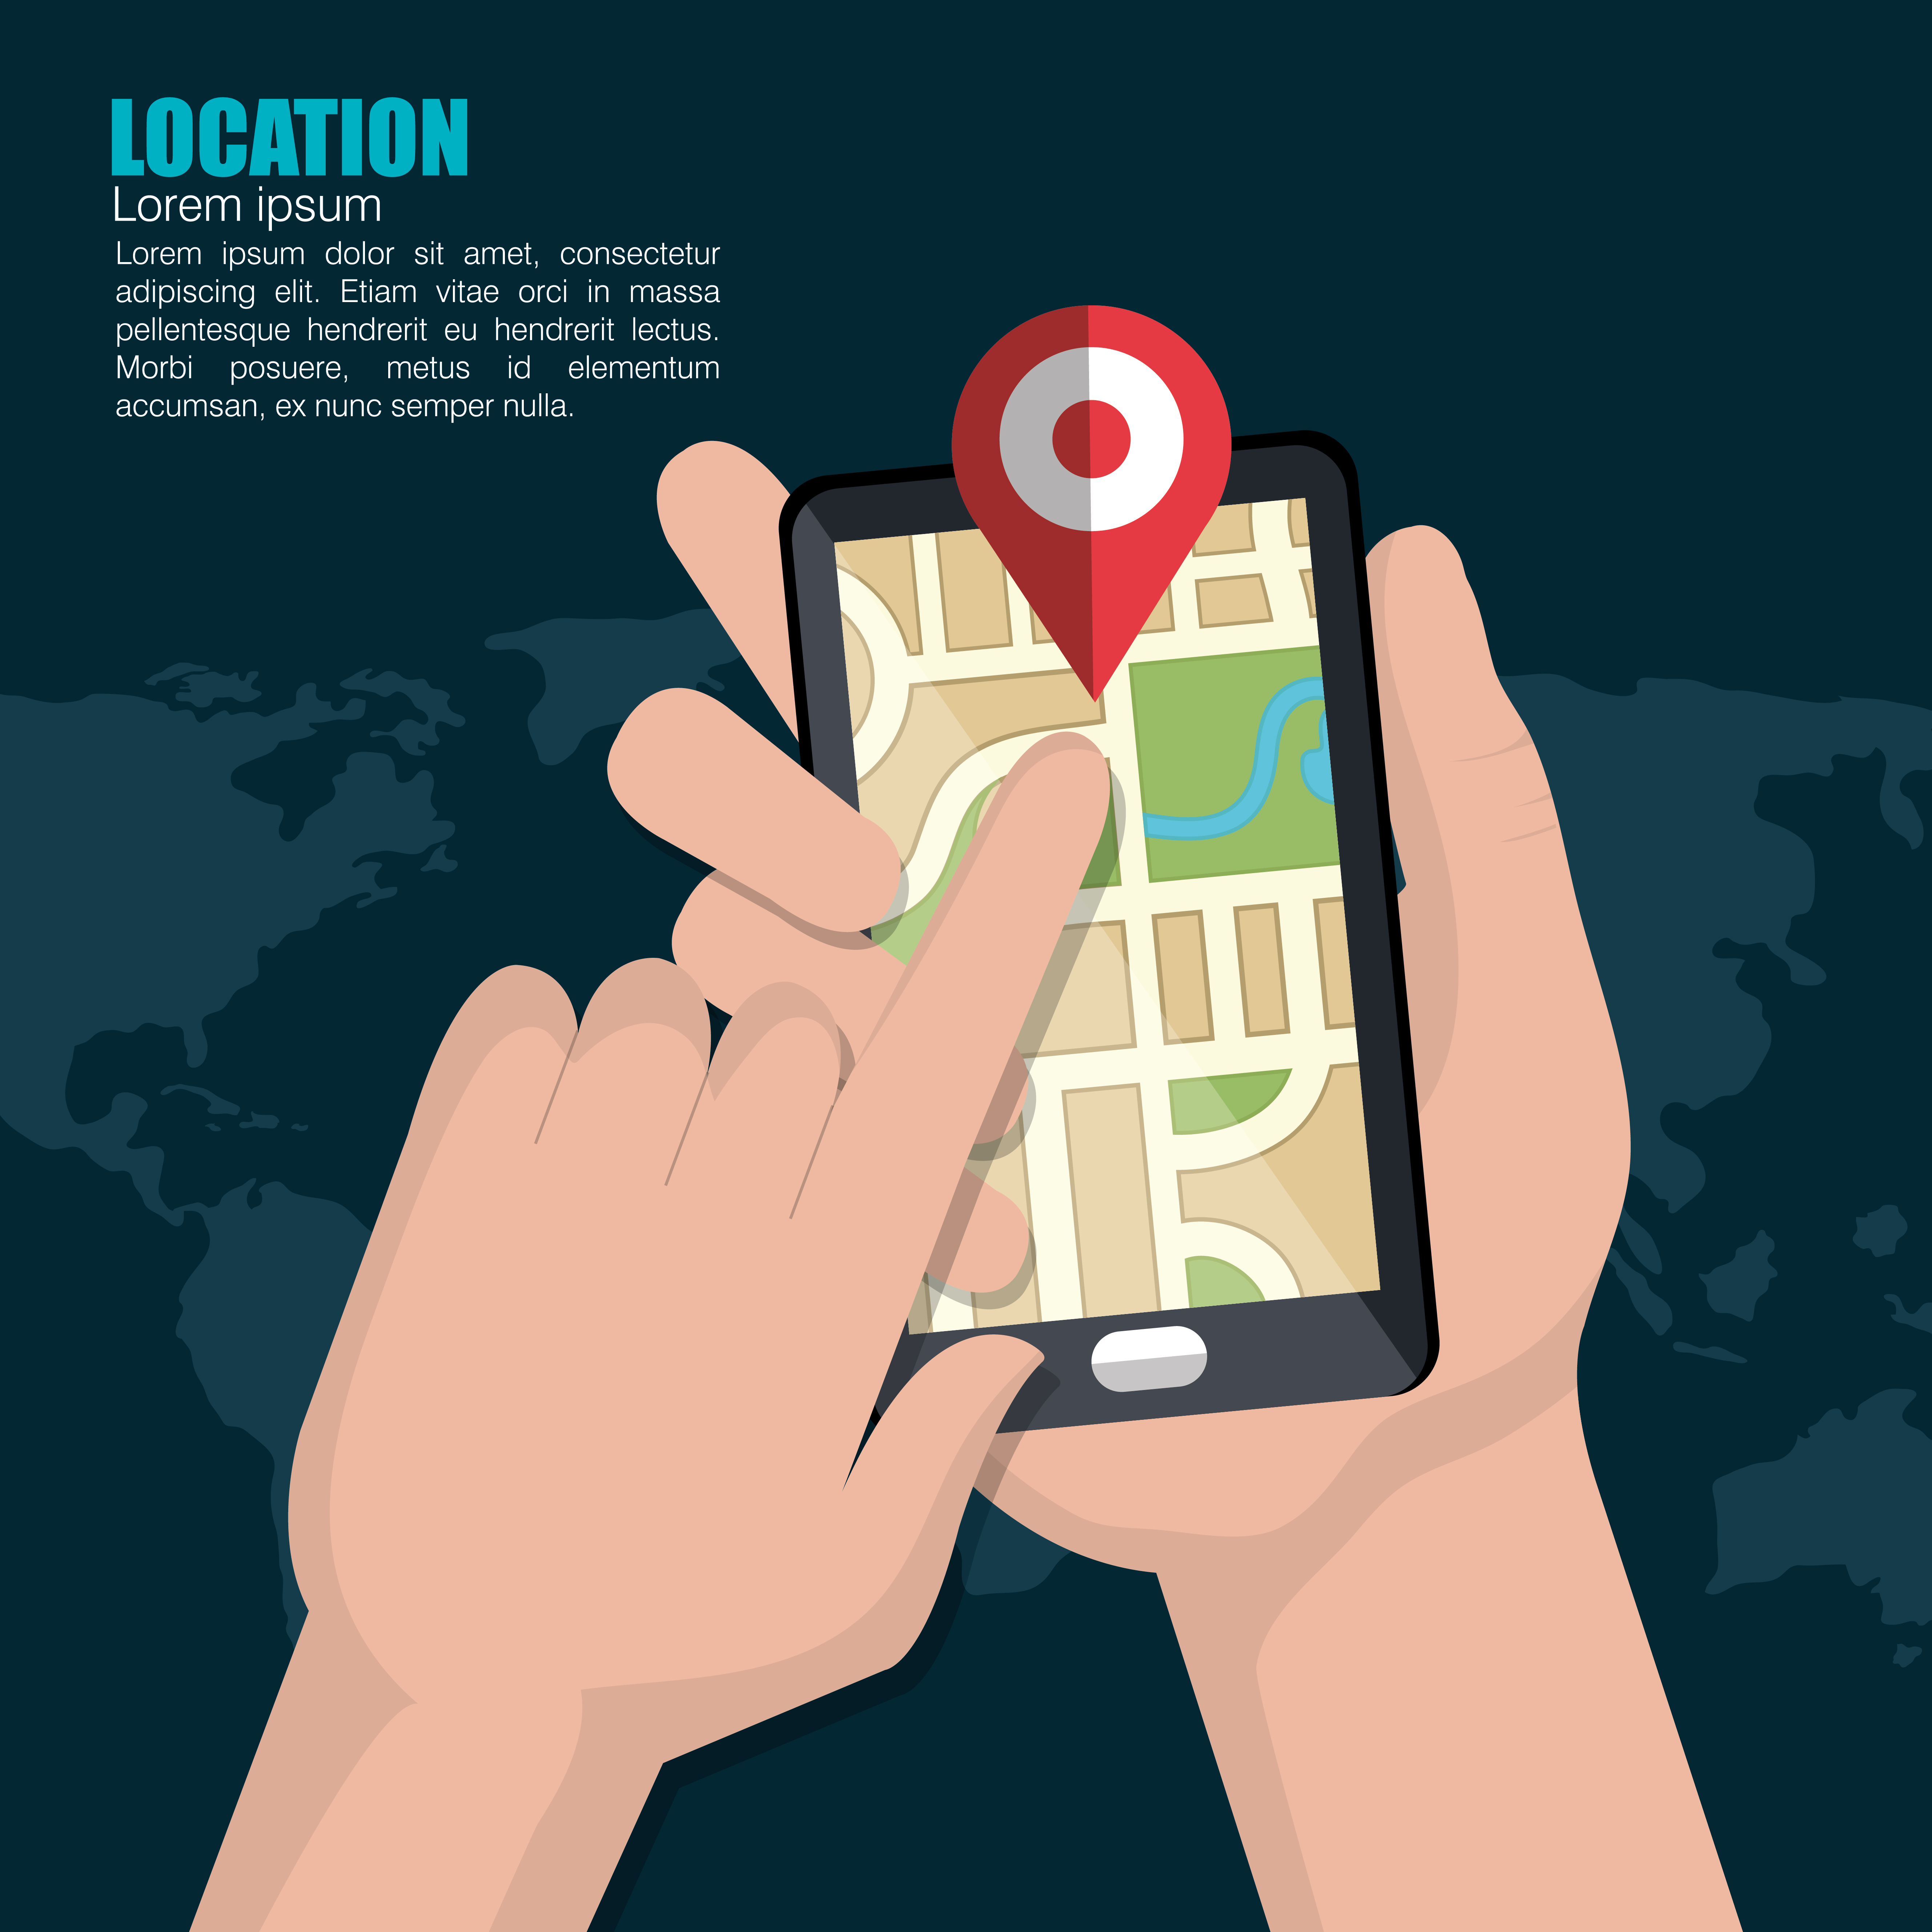 LOCATION
Lorem ipsum
Lorem ipsum dolor sit amet, consectetur
adipiscing elit. Etiam vitae orci in massa
pellentesque hendrerit eu hendrerit lectus.
Morbi posuere, metus id elementum
accumsan, ex nunc semper nulla.